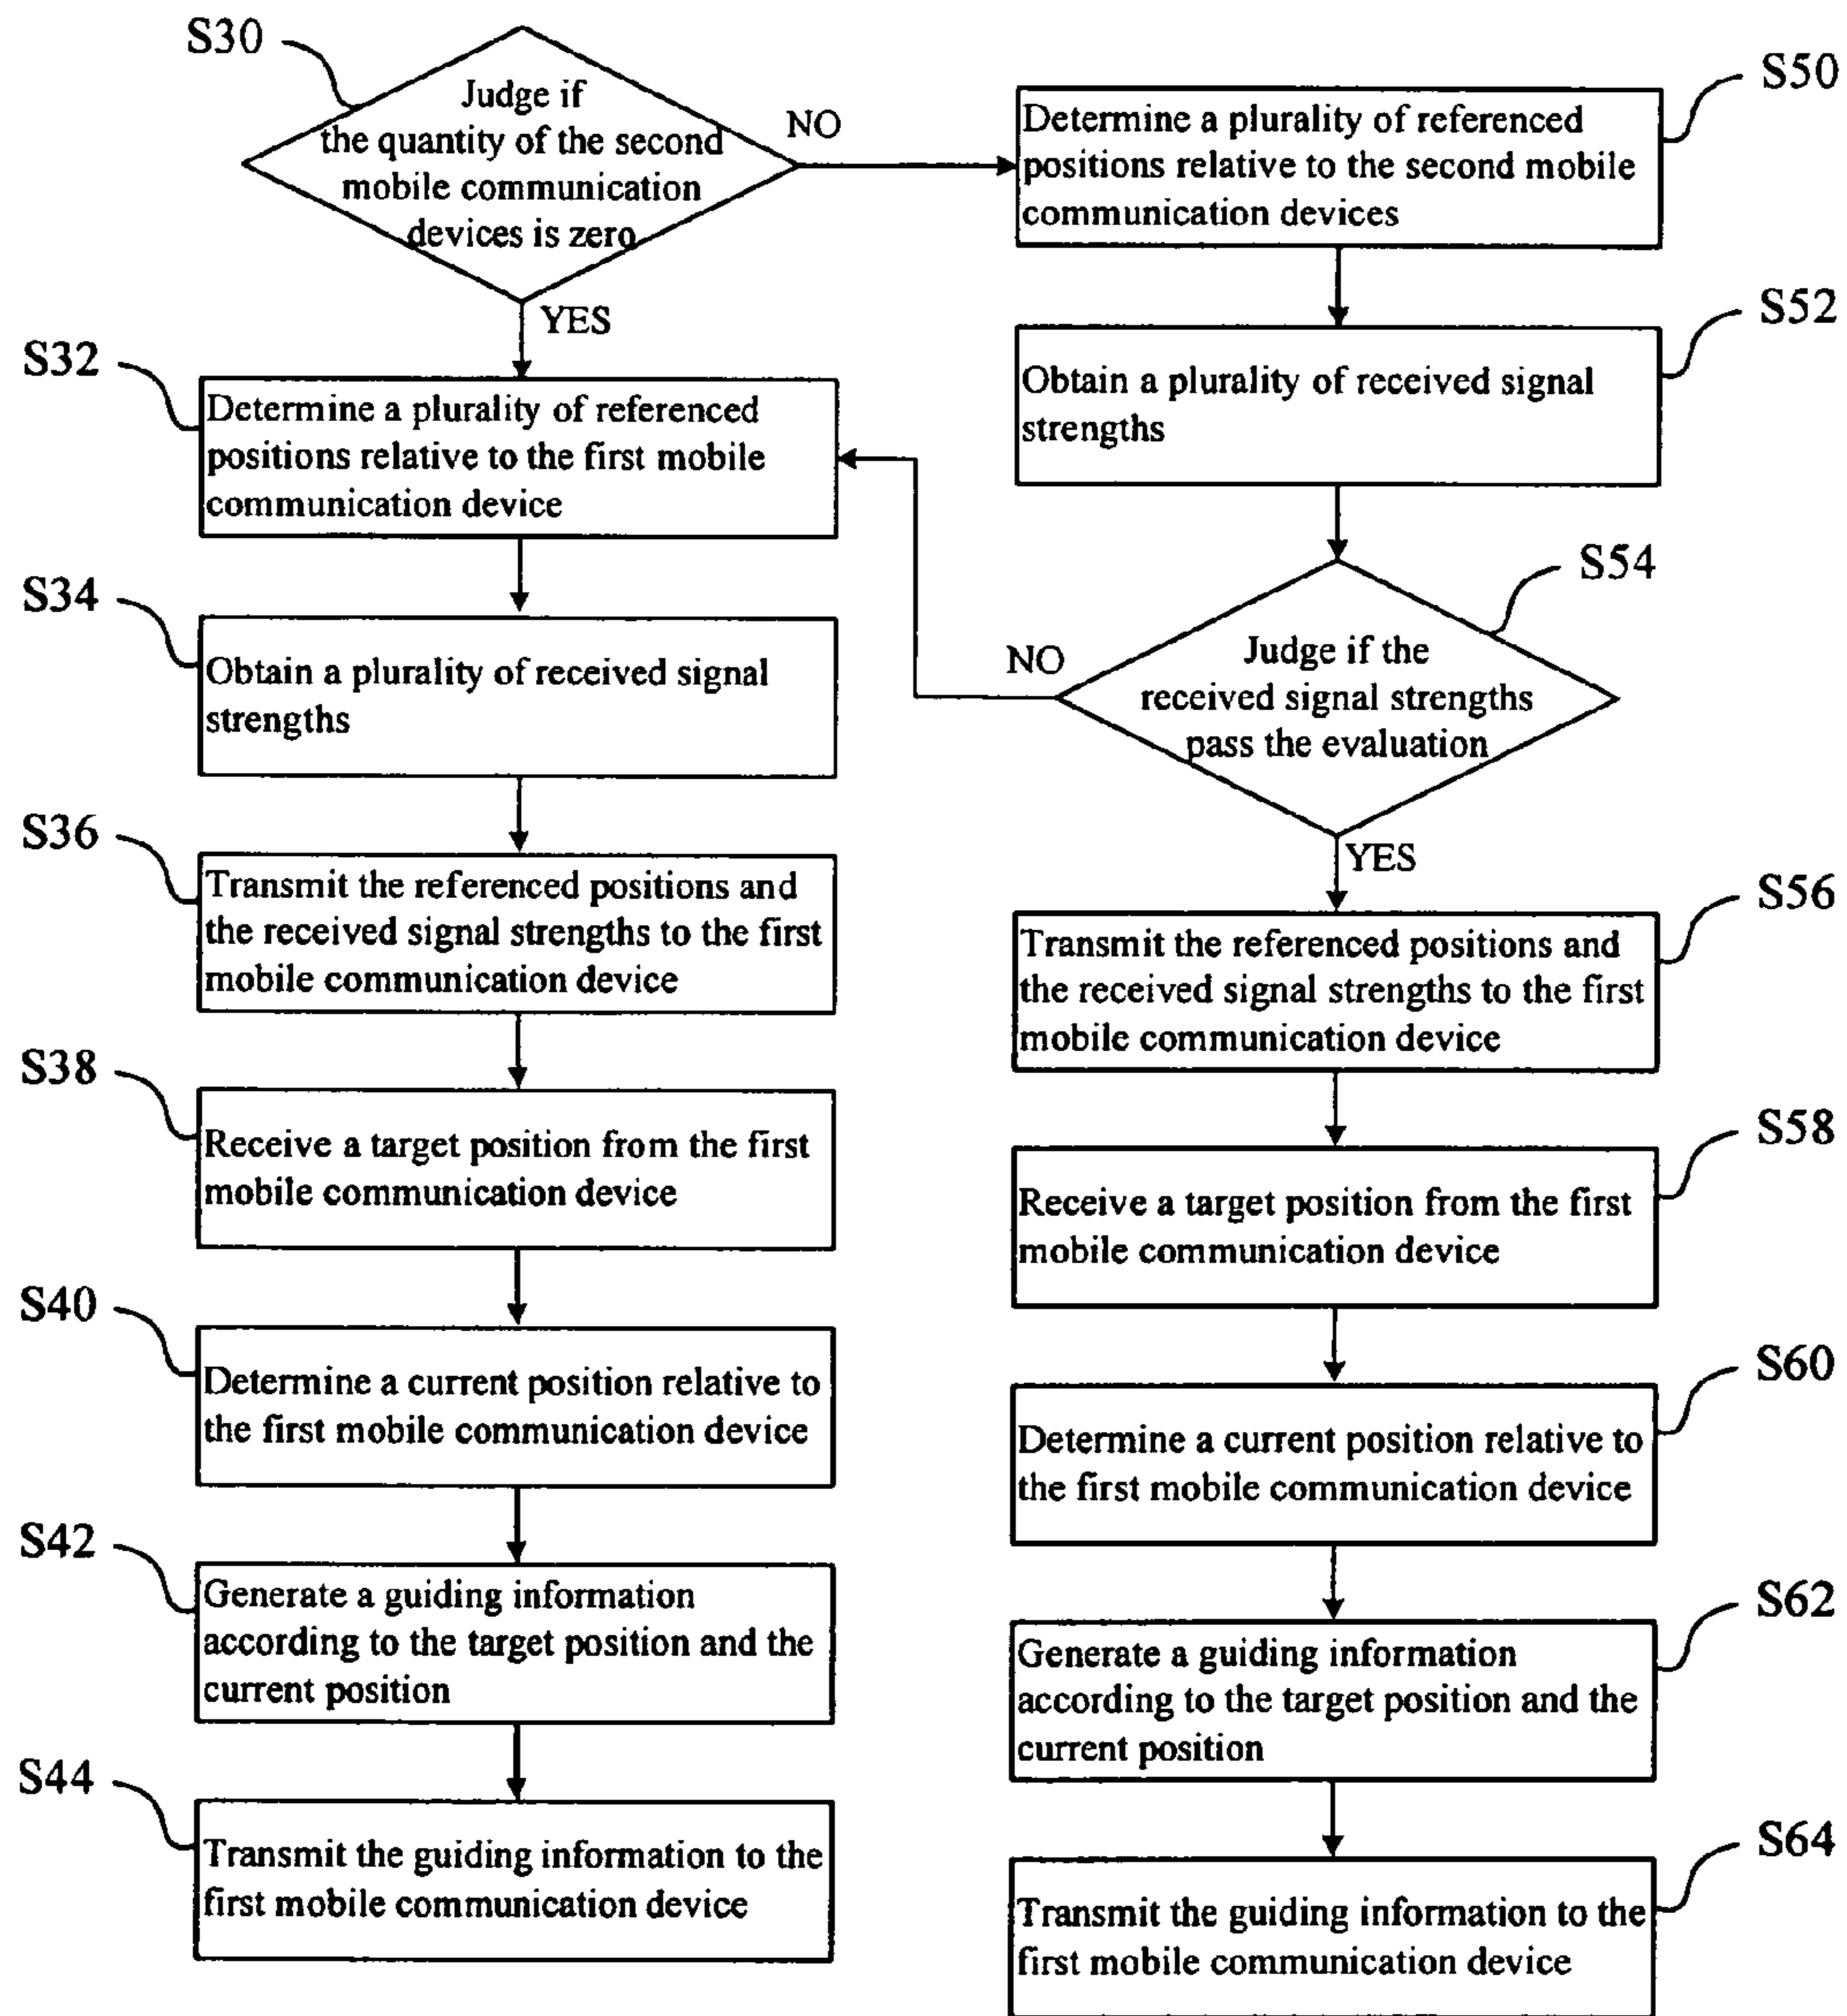 S30
Judge if
the quantity of the second
mobile communication
devices is zero
NO
YES
S32
Determine a plurality of referenced
positions relative to the first mobile
communication device
S34
Obtain a plurality of received signal
strengths
S36
Transmit the referenced positions and
the received signal strengths to the first
mobile communication device
S38
Receive a target position from the first
mobile communication device
S40
Determine a current position relative to
the first mobile communication device
S42
Generate a guiding information
according to the target position and the
current position
S44
Transmit the guiding information to the
first mobile communication device
S50
Determine a plurality of referenced
positions relative to the second mobile
communication devices
S52
Obtain a plurality of received signal
strengths
S54
Judge if the
received signal strengths
pass the evaluation
NO
YES
S56
Transmit the referenced positions and
the received signal strengths to the first
mobile communication device
S58
Receive a target position from the first
mobile communication device
S60
Determine a current position relative to
the first mobile communication device
S62
Generate a guiding information
according to the target position and the
current position
S64
Transmit the guiding information to the
first mobile communication device